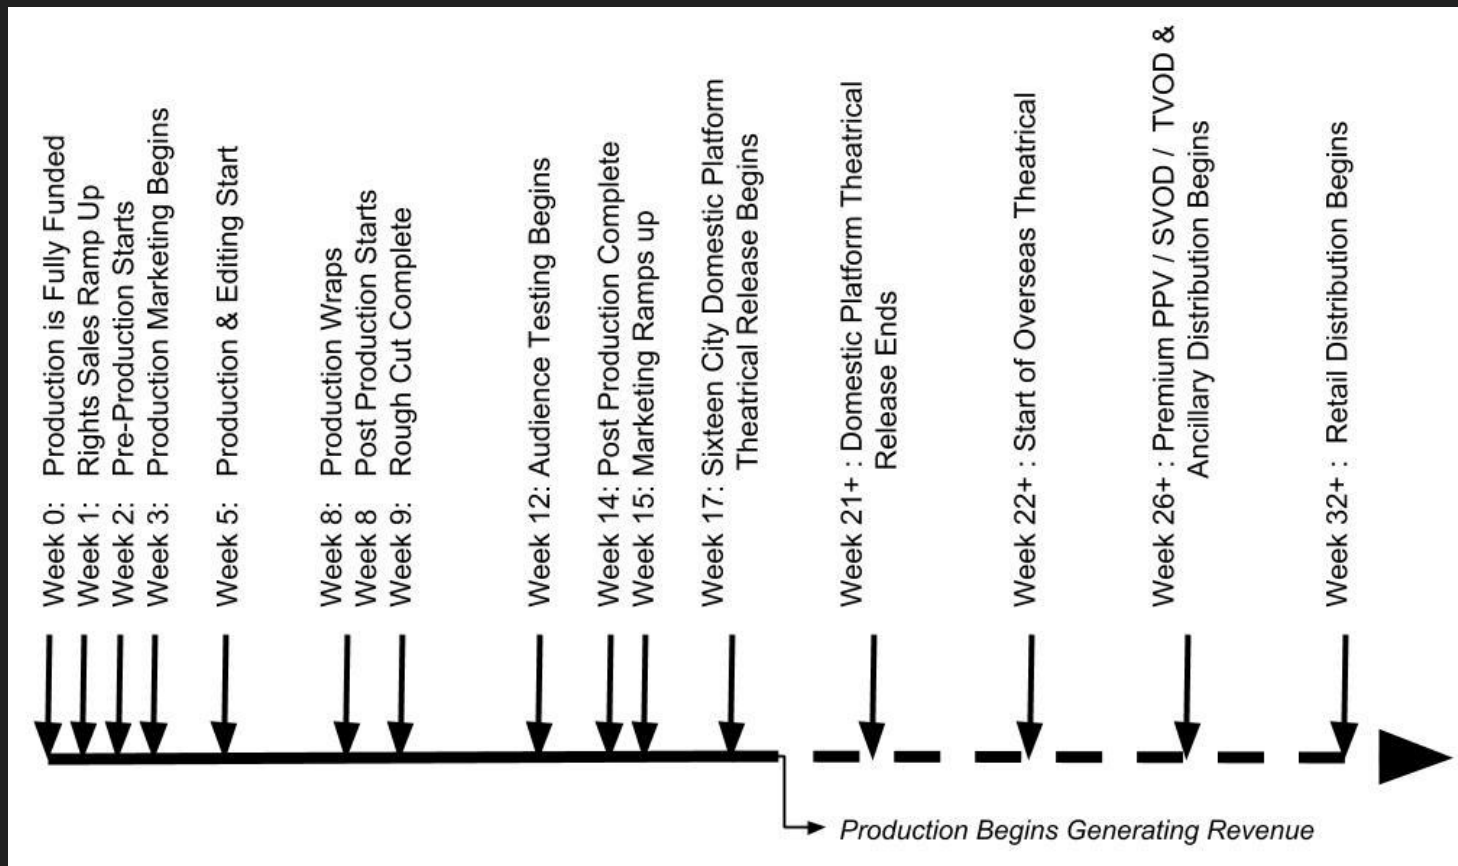 Week 0: Production is Fully Funded
Week 1: Rights Sales Ramp Up
Week 2: Pre-Production Starts
Week 3: Production Marketing Begins
Week 5: Production & Editing Start
Week 8: Production Wraps
Week 8 Post Production Starts
Week 9: Rough Cut Complete
Week 12: Audience Testing Begins
Week 14: Post Production Complete
Week 15: Marketing Ramps up
Week 17: Sixteen City Domestic Platform
Theatrical Release Begins
Week 21+ : Domestic Platform Theatrical
Release Ends
Week 22+ : Start of Overseas Theatrical
Week 26+ : Premium PPV / SVOD / TVOD &
Ancillary Distribution Begins
Week 32+ : Retail Distribution Begins
Production Begins Generating Revenue